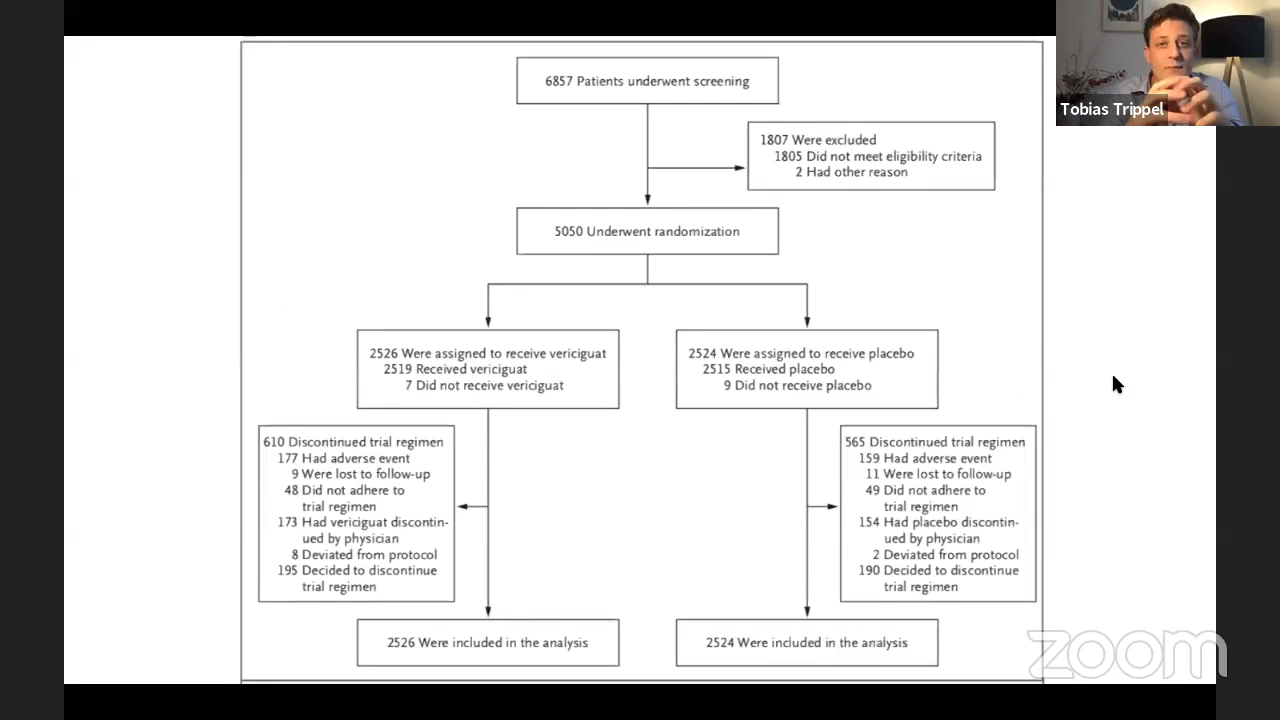 Tobias Trippel
6857 Patients underwent screening
1807 Were excluded
1805 Did not meet eligibility criteria
2 Had other reason
5050 Underwent randomization
2526 Were assigned to receive vericiguat
2519 Received vericiguat
7 Did not receive vericiguat
2524 Were assigned to receive placebo
2515 Received placebo
9 Did not receive placebo
610 Discontinued trial regimen
177 Had adverse event
9 Were lost to follow-up
48 Did not adhere to
trial regimen
173 Had vericiguat discontin-
ued by physician
8 Deviated from protocol
195 Decided to discontinue
trial regimen
565 Discontinued trial regimen
159 Had adverse event
11 Were lost to follow-up
49 Did not adhere to
trial regimen
154 Had placebo discontin-
ued by physician
2 Deviated from protocol
190 Decided to discontinue
trial regimen
2526 Were included in the analysis
2524 Were included in the analysis
zoom